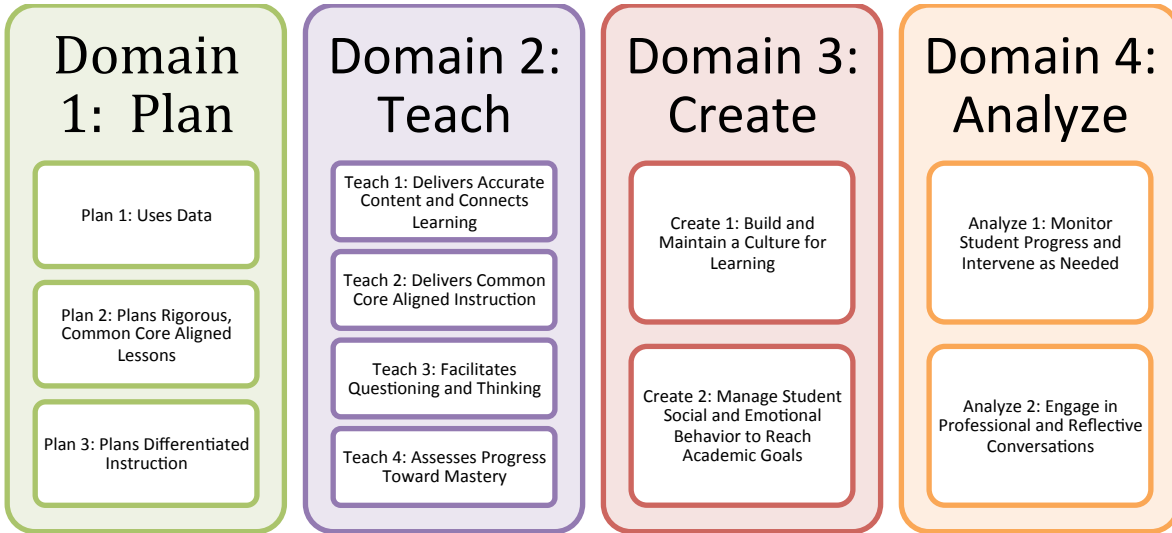 Domain
1: Plan
Plan 1: Uses Data
Plan 2: Plans Rigorous,
Common Core Aligned
Lessons
Plan 3: Plans Differentiated
Instruction
Domain 2:
Teach
Teach 1: Delivers Accurate
Content and Connects
Learning
Teach 2: Delivers Common
Core Aligned Instruction
Teach 3: Facilitates
Questioning and Thinking
Teach 4: Assesses Progress
Toward Mastery
Domain 3:
Create
Create 1: Build and
Maintain a Culture for
Learning
Create 2: Manage Student
Social and Emotional
Behavior to Reach
Academic Goals
Domain 4:
Analyze
Analyze 1: Monitor
Student Progress and
Intervene as Needed
Analyze 2: Engage in
Professional and Reflective
Conversations